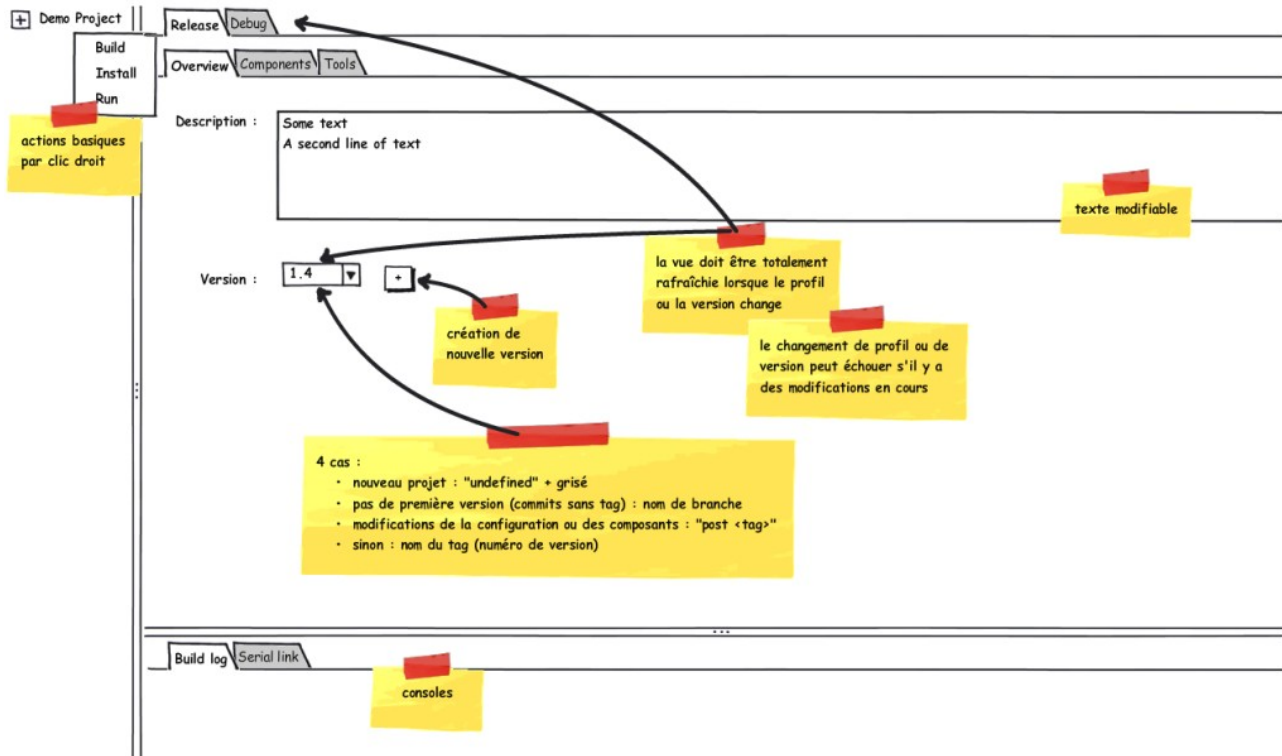 Demo Project
Build
Install
Run
actions basiques
par clic droit
Release Debug
Overview Components Tools
Description :
Some text
A second line of text
texte modifiable
la vue doit être totalement
rafraîchie lorsque le profil
ou la version change
Version :
1.4
+
création de
nouvelle version
le changement de profil ou de
version peut échouer s'il y a
des modifications en cours
4 cas :
• nouveau projet : "undefined" + grisé
• pas de première version (commits sans tag) : nom de branche
• modifications de la configuration ou des composants : "post <tag>"
• sinon : nom du tag (numéro de version)
Build log Serial link
consoles